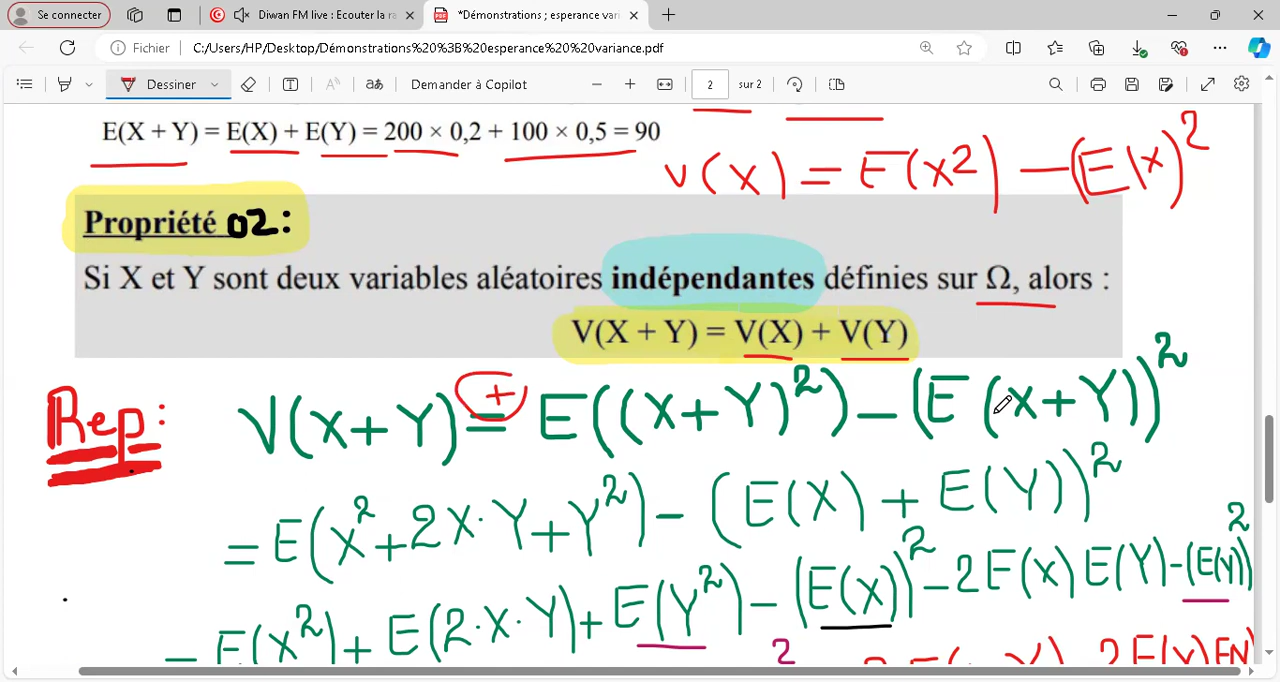 Se connecter
Diwan FM live : Ecouter la ra
*Démonstrations ; esperance vari
Fichier
C:/Users/HP/Desktop/Démonstrations%20%3B%20esperance%20%20variance.pdf
Dessiner
aあ
Demander à Copilot
2 sur 2
E(X + Y) = E(X) + E(Y) = 200 × 0,2 + 100 × 0,5 = 90
V(X) = E(X²) - (E(X)²
Propriété 02 :
Si X et Y sont deux variables aléatoires indépendantes définies sur Ω, alors :
V(X + Y) = V(X) + V(Y)
Rep:
V(X+Y) = E((X+Y)²) - (E(X+Y))²
+
= E(X² + 2X·Y + Y²) - (E(X) + E(Y))²
= E(X²) + E(2·X·Y) + E(Y²) - (E(X))² - 2E(X)E(Y) - (E(Y))²
2